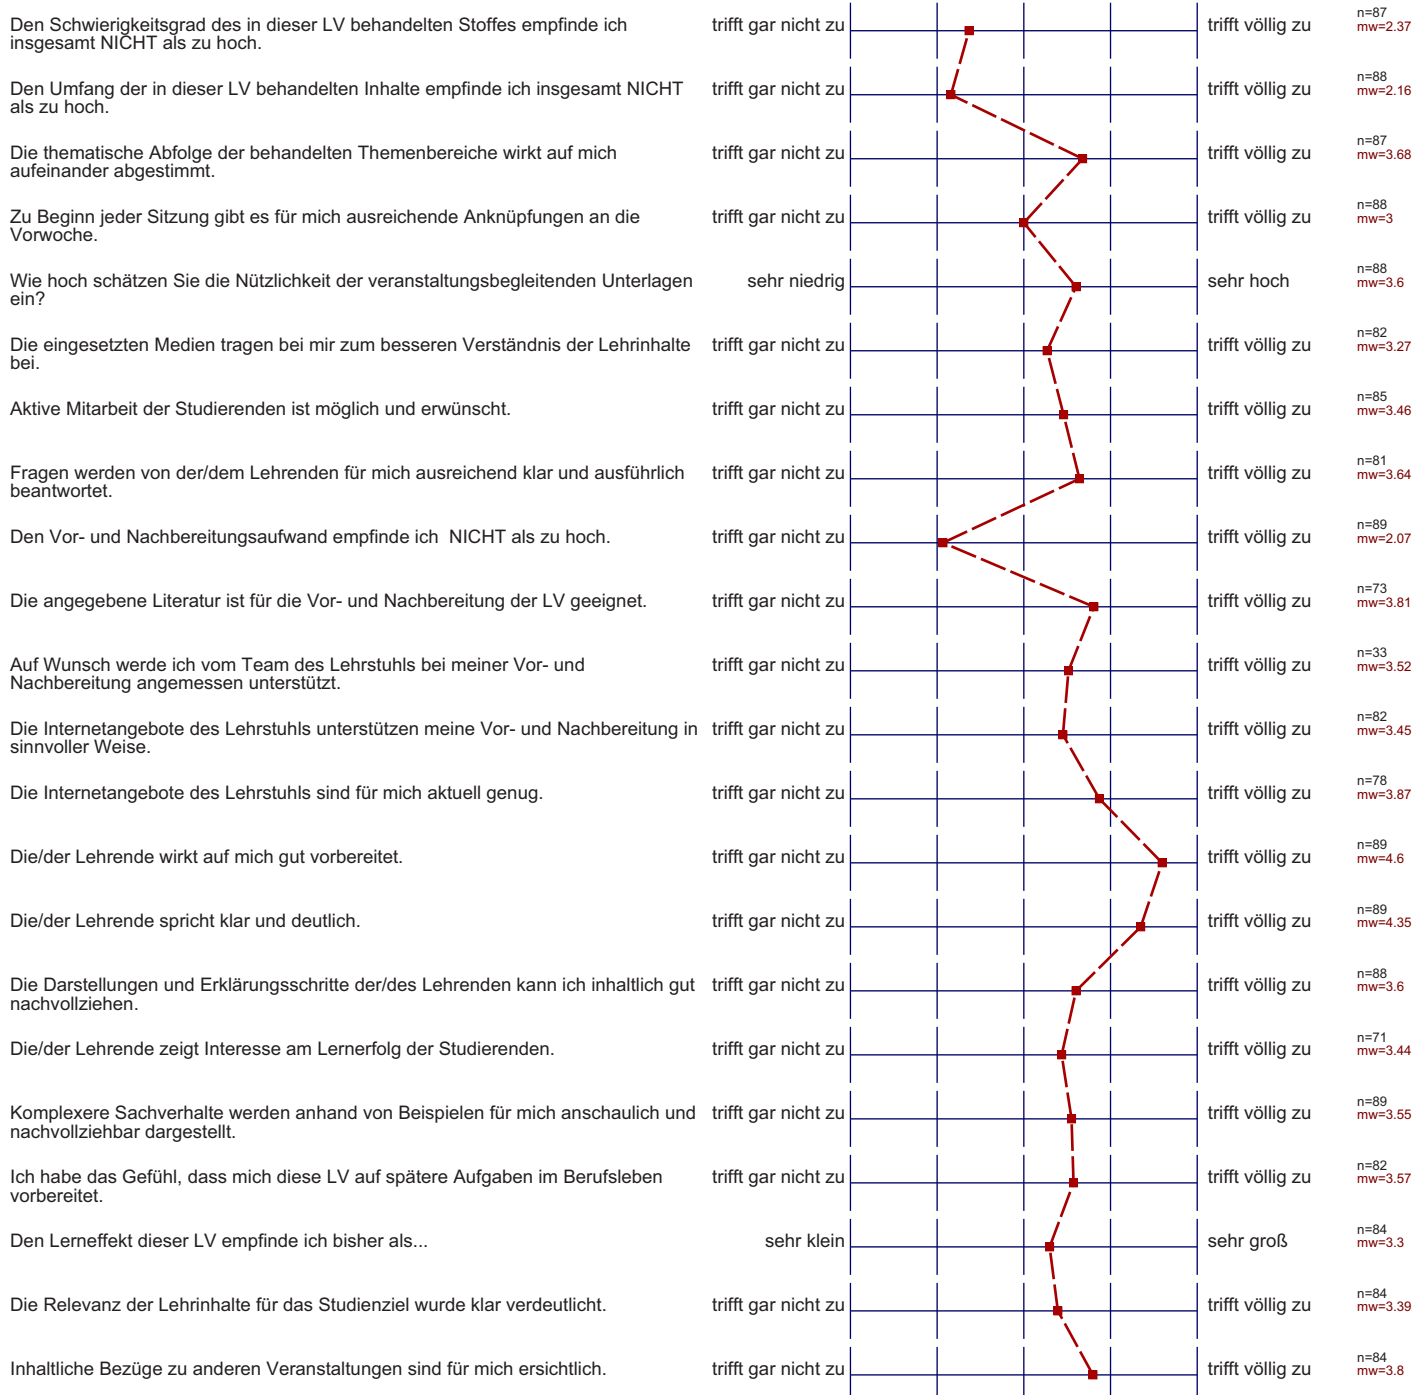 Den Schwierigkeitsgrad des in dieser LV behandelten Stoffes empfinde ich
insgesamt NICHT als zu hoch.
trifft gar nicht zu
trifft völlig zu
n=87
mw=2.37
Den Umfang der in dieser LV behandelten Inhalte empfinde ich insgesamt NICHT
als zu hoch.
trifft gar nicht zu
trifft völlig zu
n=88
mw=2.16
Die thematische Abfolge der behandelten Themenbereiche wirkt auf mich
aufeinander abgestimmt.
trifft gar nicht zu
trifft völlig zu
n=87
mw=3.68
Zu Beginn jeder Sitzung gibt es für mich ausreichende Anknüpfungen an die
Vorwoche.
trifft gar nicht zu
trifft völlig zu
n=88
mw=3
Wie hoch schätzen Sie die Nützlichkeit der veranstaltungsbegleitenden Unterlagen
ein?
sehr niedrig
sehr hoch
n=88
mw=3.6
Die eingesetzten Medien tragen bei mir zum besseren Verständnis der Lehrinhalte
bei.
trifft gar nicht zu
trifft völlig zu
n=82
mw=3.27
Aktive Mitarbeit der Studierenden ist möglich und erwünscht.
trifft gar nicht zu
trifft völlig zu
n=85
mw=3.46
Fragen werden von der/dem Lehrenden für mich ausreichend klar und ausführlich
beantwortet.
trifft gar nicht zu
trifft völlig zu
n=81
mw=3.64
Den Vor- und Nachbereitungsaufwand empfinde ich  NICHT als zu hoch.
trifft gar nicht zu
trifft völlig zu
n=89
mw=2.07
Die angegebene Literatur ist für die Vor- und Nachbereitung der LV geeignet.
trifft gar nicht zu
trifft völlig zu
n=73
mw=3.81
Auf Wunsch werde ich vom Team des Lehrstuhls bei meiner Vor- und
Nachbereitung angemessen unterstützt.
trifft gar nicht zu
trifft völlig zu
n=33
mw=3.52
Die Internetangebote des Lehrstuhls unterstützen meine Vor- und Nachbereitung in
sinnvoller Weise.
trifft gar nicht zu
trifft völlig zu
n=82
mw=3.45
Die Internetangebote des Lehrstuhls sind für mich aktuell genug.
trifft gar nicht zu
trifft völlig zu
n=78
mw=3.87
Die/der Lehrende wirkt auf mich gut vorbereitet.
trifft gar nicht zu
trifft völlig zu
n=89
mw=4.6
Die/der Lehrende spricht klar und deutlich.
trifft gar nicht zu
trifft völlig zu
n=89
mw=4.35
Die Darstellungen und Erklärungsschritte der/des Lehrenden kann ich inhaltlich gut
nachvollziehen.
trifft gar nicht zu
trifft völlig zu
n=88
mw=3.6
Die/der Lehrende zeigt Interesse am Lernerfolg der Studierenden.
trifft gar nicht zu
trifft völlig zu
n=71
mw=3.44
Komplexere Sachverhalte werden anhand von Beispielen für mich anschaulich und
nachvollziehbar dargestellt.
trifft gar nicht zu
trifft völlig zu
n=89
mw=3.55
Ich habe das Gefühl, dass mich diese LV auf spätere Aufgaben im Berufsleben
vorbereitet.
trifft gar nicht zu
trifft völlig zu
n=82
mw=3.57
Den Lerneffekt dieser LV empfinde ich bisher als...
sehr klein
sehr groß
n=84
mw=3.3
Die Relevanz der Lehrinhalte für das Studienziel wurde klar verdeutlicht.
trifft gar nicht zu
trifft völlig zu
n=84
mw=3.39
Inhaltliche Bezüge zu anderen Veranstaltungen sind für mich ersichtlich.
trifft gar nicht zu
trifft völlig zu
n=84
mw=3.8